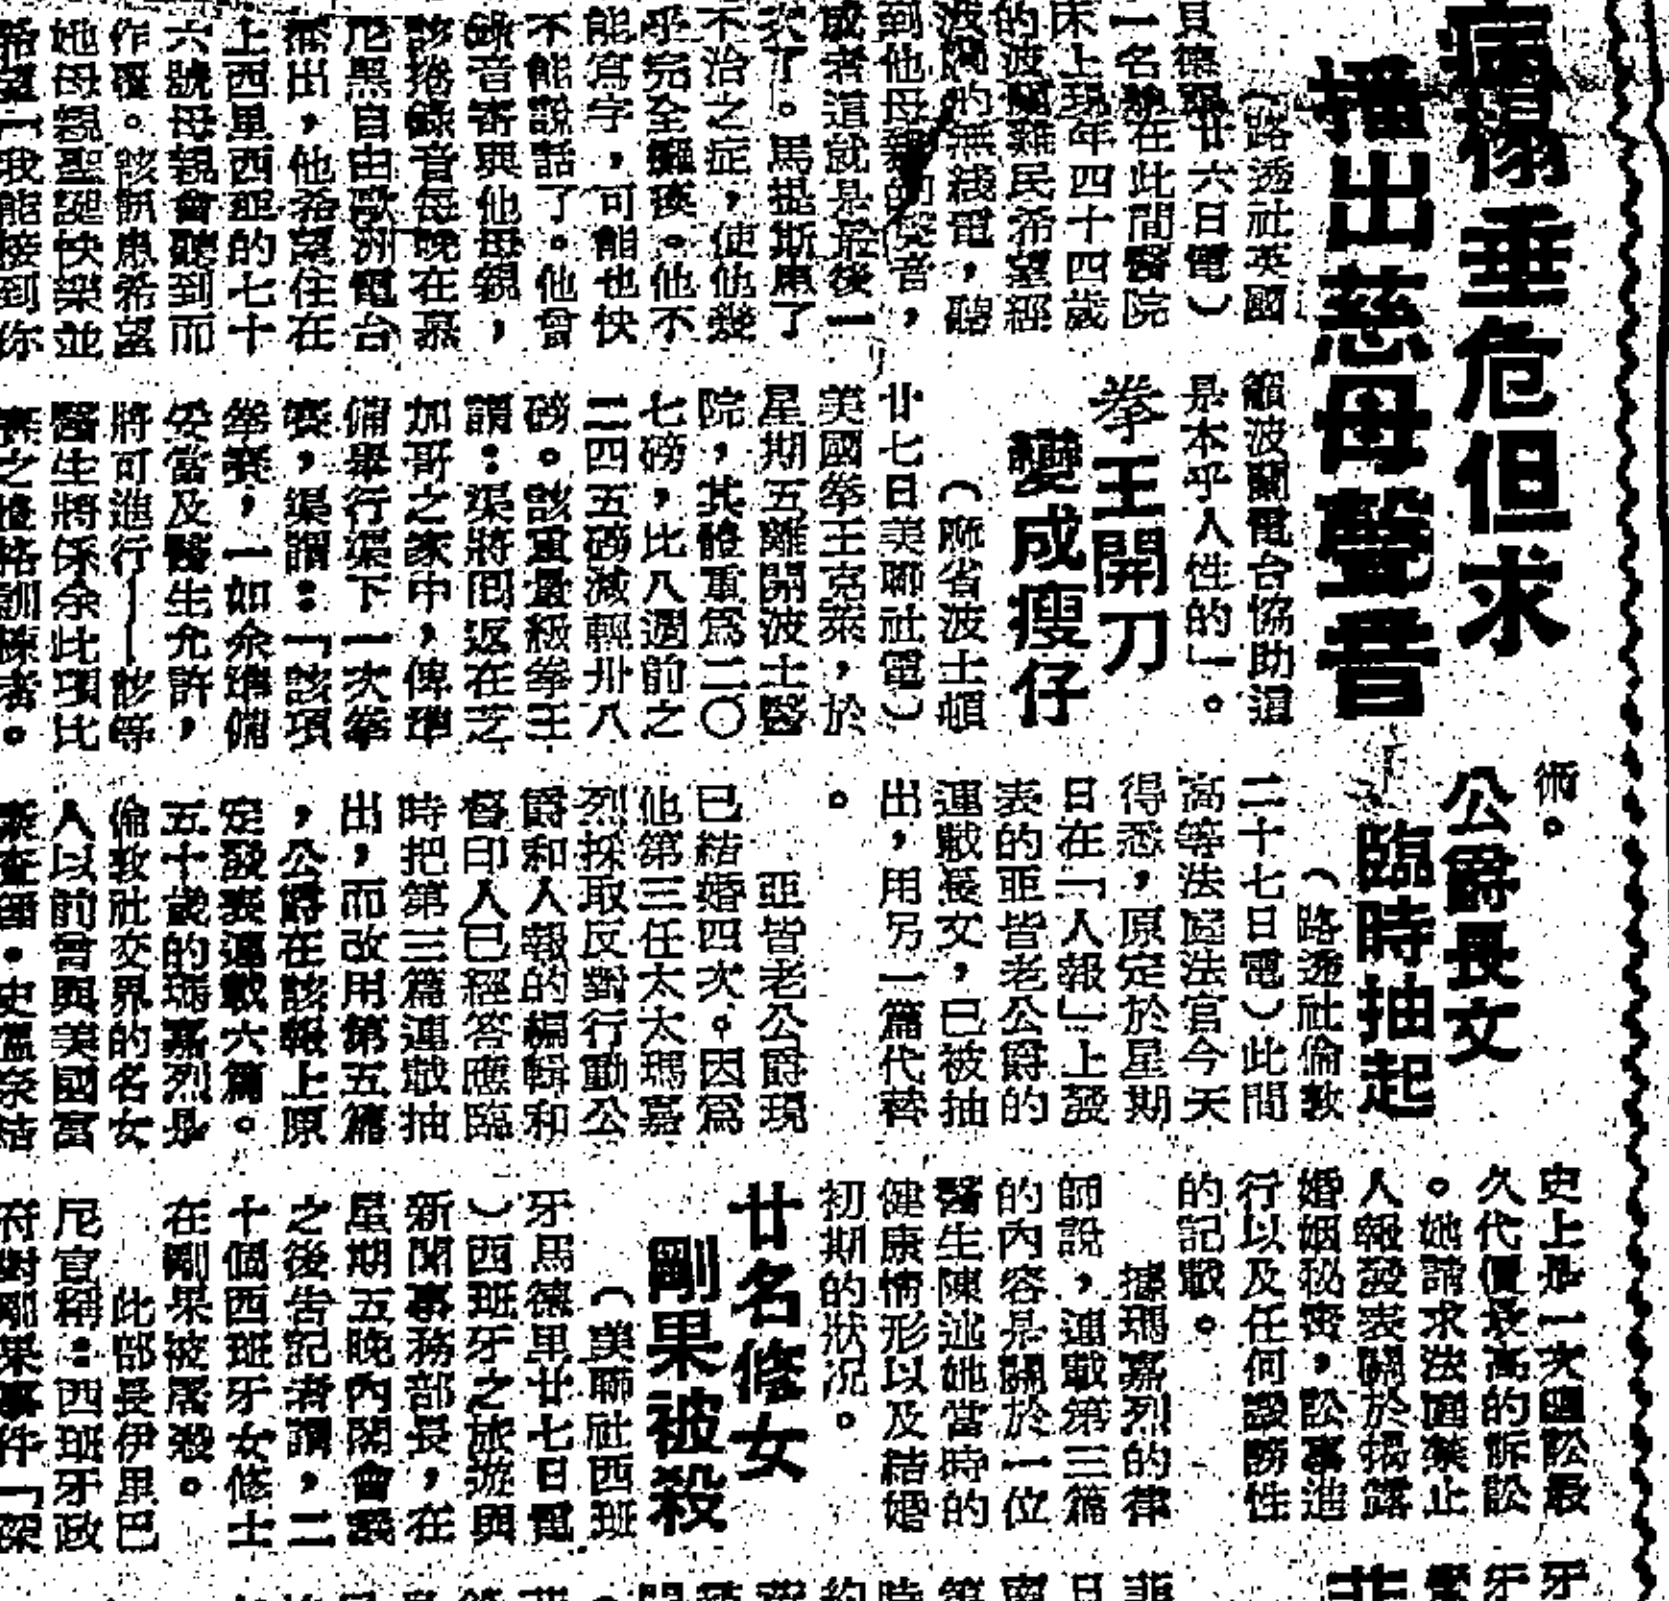 病榻垂危但求
播出慈母聲音
（路透社英國
貝德福廿六日電）
一名躺在此間醫院
床上現年四十四歲
的波蘭難民希望經
波蘭的無綫電，聽
到他母親的聲音，
或者道就是最後一
次了。馬提斯患了
不治之症，使他幾
乎完全癱瘓。他不
能寫字，可能也快
不能說話了。他曾
錄音審與他母親，
該捲錄音每晚在慕
尼黑自由歐洲電台
播出，他希望住在
上西里西亞的七十
六號母親會聽到而
作覆。該訊息希望
她母親聖誕快樂並
希望「我能接到你
籲波蘭電台協助這
是本乎人性的」。
拳王開刀
變成瘦仔
（麻省波士頓
廿七日美聯社電）
美國拳王克萊，於
星期五離開波士醫
院，其體重為二〇
七磅，比八週前之
二四五磅減輕卅八
磅。該重量級拳王
謂：渠將回返在芝
加哥之家中，俾準
備舉行渠下一次拳
賽，渠謂：「該項
拳賽，一如余準備
妥當及醫生允許，
將可進行——該等
醫生將係余此項比
賽之資格訓練者。
術。
公爵長文
臨時抽起
（路透社倫敦
二十七日電）此間
高等法庭法官今天
得悉，原定於星期
日在「人報」上發
表的亞皆老公爵的
連載長文，已被抽
出，用另一篇代替
。
亞皆老公爵現
已結婚四次。因為
他第三任太太瑪嘉
烈採取反對行動公
爵和人報的編輯和
督印人已經答應臨
時把第三篇連載抽
出，而改用第五篇
，公爵在該報上原
定發表連載六篇。
五十歲的瑪嘉烈是
倫敦社交界的名女
人以前曾與美國富
豪查爾·史溫奈結
史上是一次纏訟最
久代價最高的訴訟
。她請求法庭禁止
人報發表關於揭露
婚姻秘密，訟事進
行以及任何譭謗性
的記載。
據瑪嘉烈的律
師說，連載第三篇
的內容是關於一位
醫生陳述她當時的
健康情形以及結婚
初期的狀況。
廿名修女
剛果被殺
（美聯社西班
牙馬德里廿七日電
）西班牙之旅游與
新聞事務部長，在
星期五晚內閣會議
之後告記者謂，二
十個西班牙女修士
在剛果被屠殺。
此部長伊里巴
尼宣稱：西班牙政
府對剛果事件「深